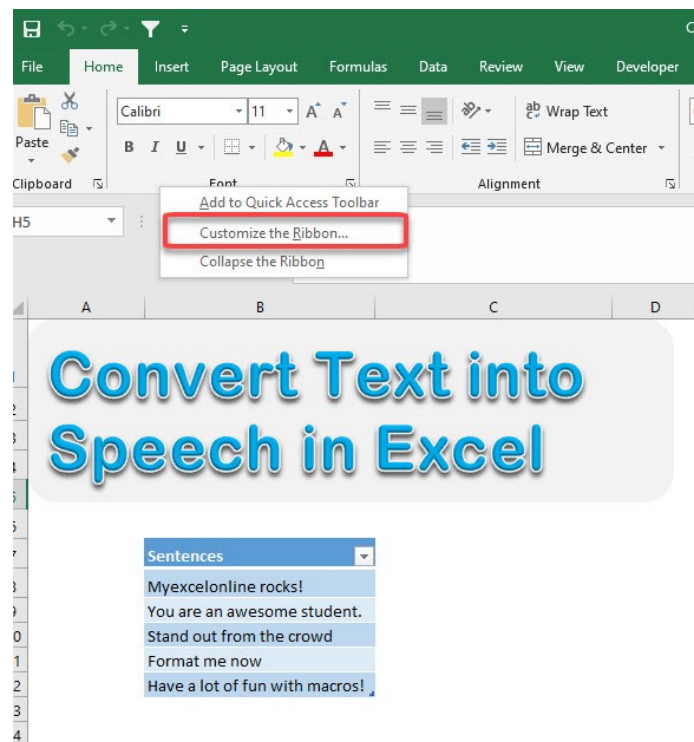 C
File Home Insert Page Layout Formulas Data Review View Developer
Calibri 11 A A ab Wrap Text
Paste B I U A Merge & Center
Clipboard Font Alignment
Add to Quick Access Toolbar
H5
Customize the Ribbon...
Collapse the Ribbon
A B C D
Convert Text into
Speech in Excel
Sentences
Myexcelonline rocks!
You are an awesome student.
Stand out from the crowd
Format me now
Have a lot of fun with macros!